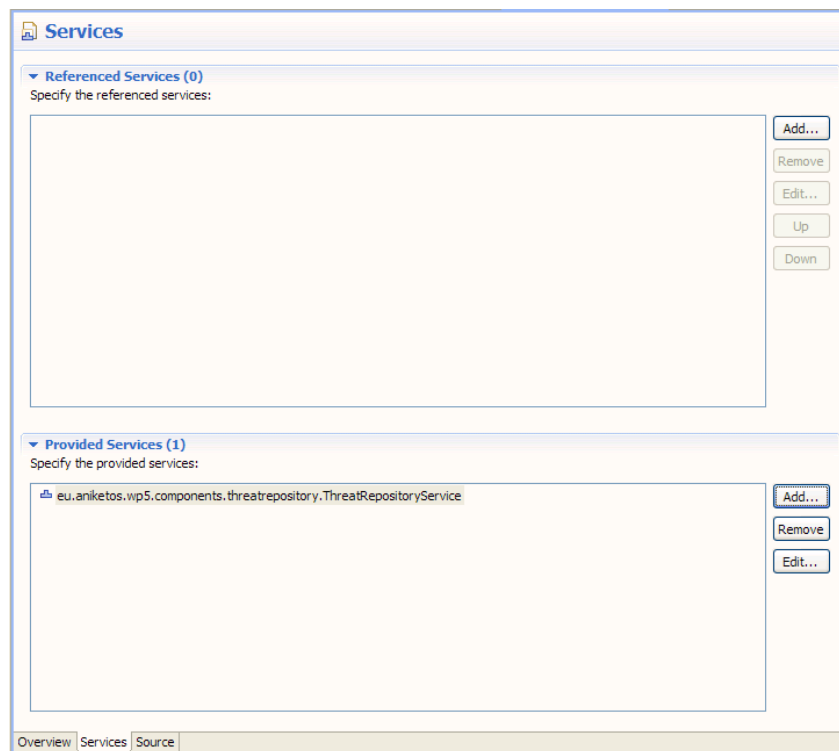 Services
Referenced Services (0)
Specify the referenced services:
Add...
Remove
Edit...
Up
Down
Provided Services (1)
Specify the provided services:
eu.aniketos.wp5.components.threatrepository.ThreatRepositoryService
Add...
Remove
Edit...
Overview Services Source